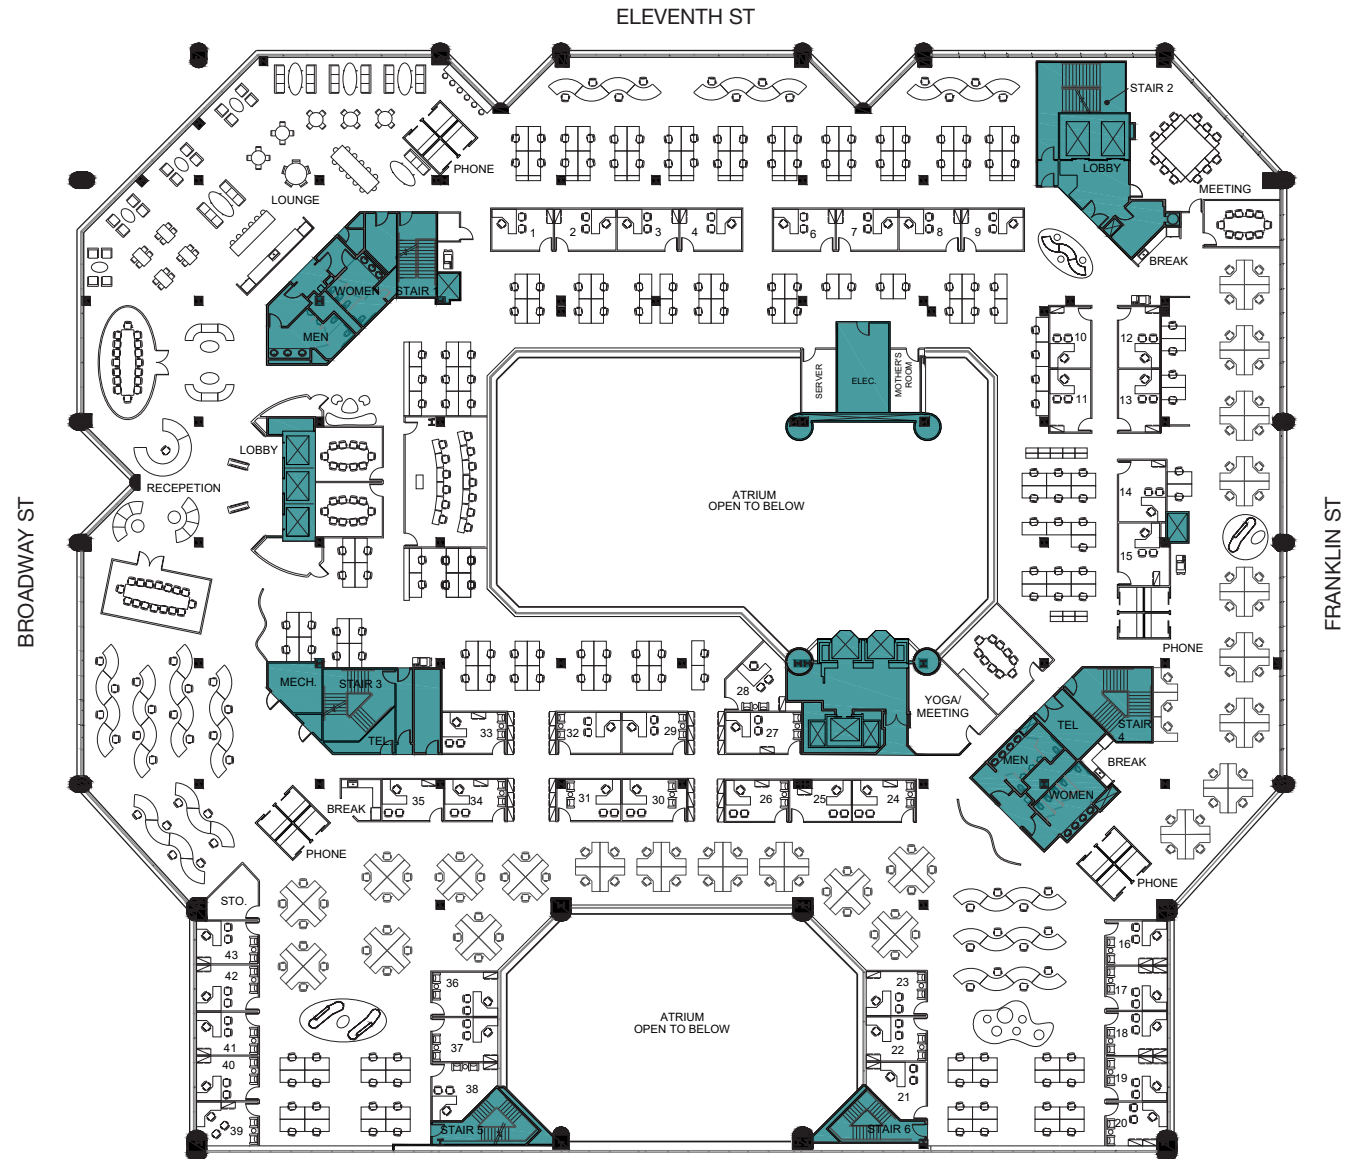 ELEVENTH ST
STAIR 2
PHONE
LOBBY
MEETING
LOUNGE
1
2
3
4
6
7
8
9
BREAK
WOMEN
STAIR 1
MEN
10
12
SERVER
ELEC.
MOTHER'S
ROOM
11
13
LOBBY
RECEPETION
14
ATRIUM
OPEN TO BELOW
BROADWAY ST
FRANKLIN ST
15
PHONE
MECH.
STAIR 3
28
YOGA/
MEETING
TEL
STAIR
4
TEL.
33
32
29
27
MEN
BREAK
WOMEN
BREAK
35
34
31
30
26
25
24
PHONE
PHONE
STO.
43
16
42
36
23
17
ATRIUM
OPEN TO BELOW
41
37
22
18
40
38
21
19
39
STAIR 5
STAIR 6
20